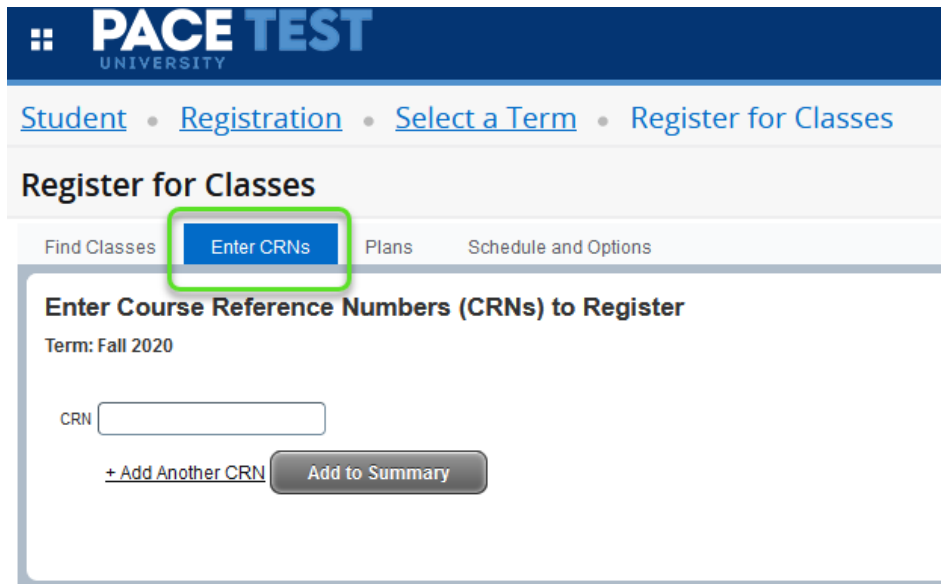 PACE TEST
UNIVERSITY
Student • Registration • Select a Term • Register for Classes
Register for Classes
Find Classes Enter CRNs Plans Schedule and Options
Enter Course Reference Numbers (CRNs) to Register
Term: Fall 2020
CRN
+ Add Another CRN Add to Summary